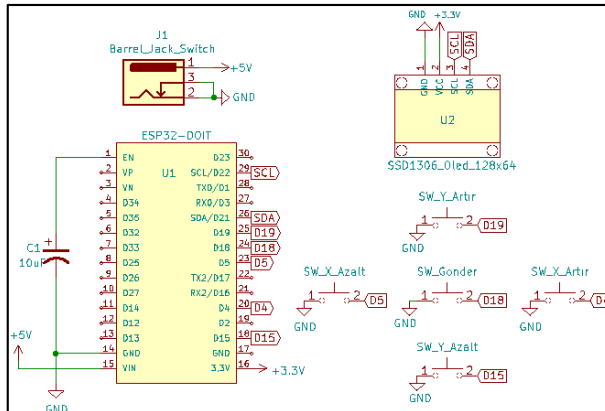 J1
Barrel_Jack_Switch
1
+5V
3
2
GND
GND
+3.3V
SCL
SDA
1
2
3
4
GND
VCC
SCL
SDA
U2
SSD1306_Oled_128x64
ESP32-DOIT
U1
1 EN
2 VP
3 VN
4 D34
5 D35
6 D32
7 D33
8 D25
9 D26
10 D27
11 D14
12 D12
13 D13
14 GND
15 VIN
D23 30
SCL/D22 29 SCL
TXD/D1 28
RX0/D3 27
SDA/D21 26 SDA
D19 25 D19
D18 24 D18
D5 23 D5
TX2/D17 22
RX2/D16 21
D4 20 D4
D2 19
D15 18 D15
GND 17
3.3V 16 +3.3V
+
C1
10uF
+5V
GND
SW_Y_Artır
1 2 D19
GND
SW_X_Azalt
1 2 D5
GND
SW_Gonder
1 2 D18
GND
SW_X_Artır
1 2
GND
SW_Y_Azalt
1 2 D15
GND